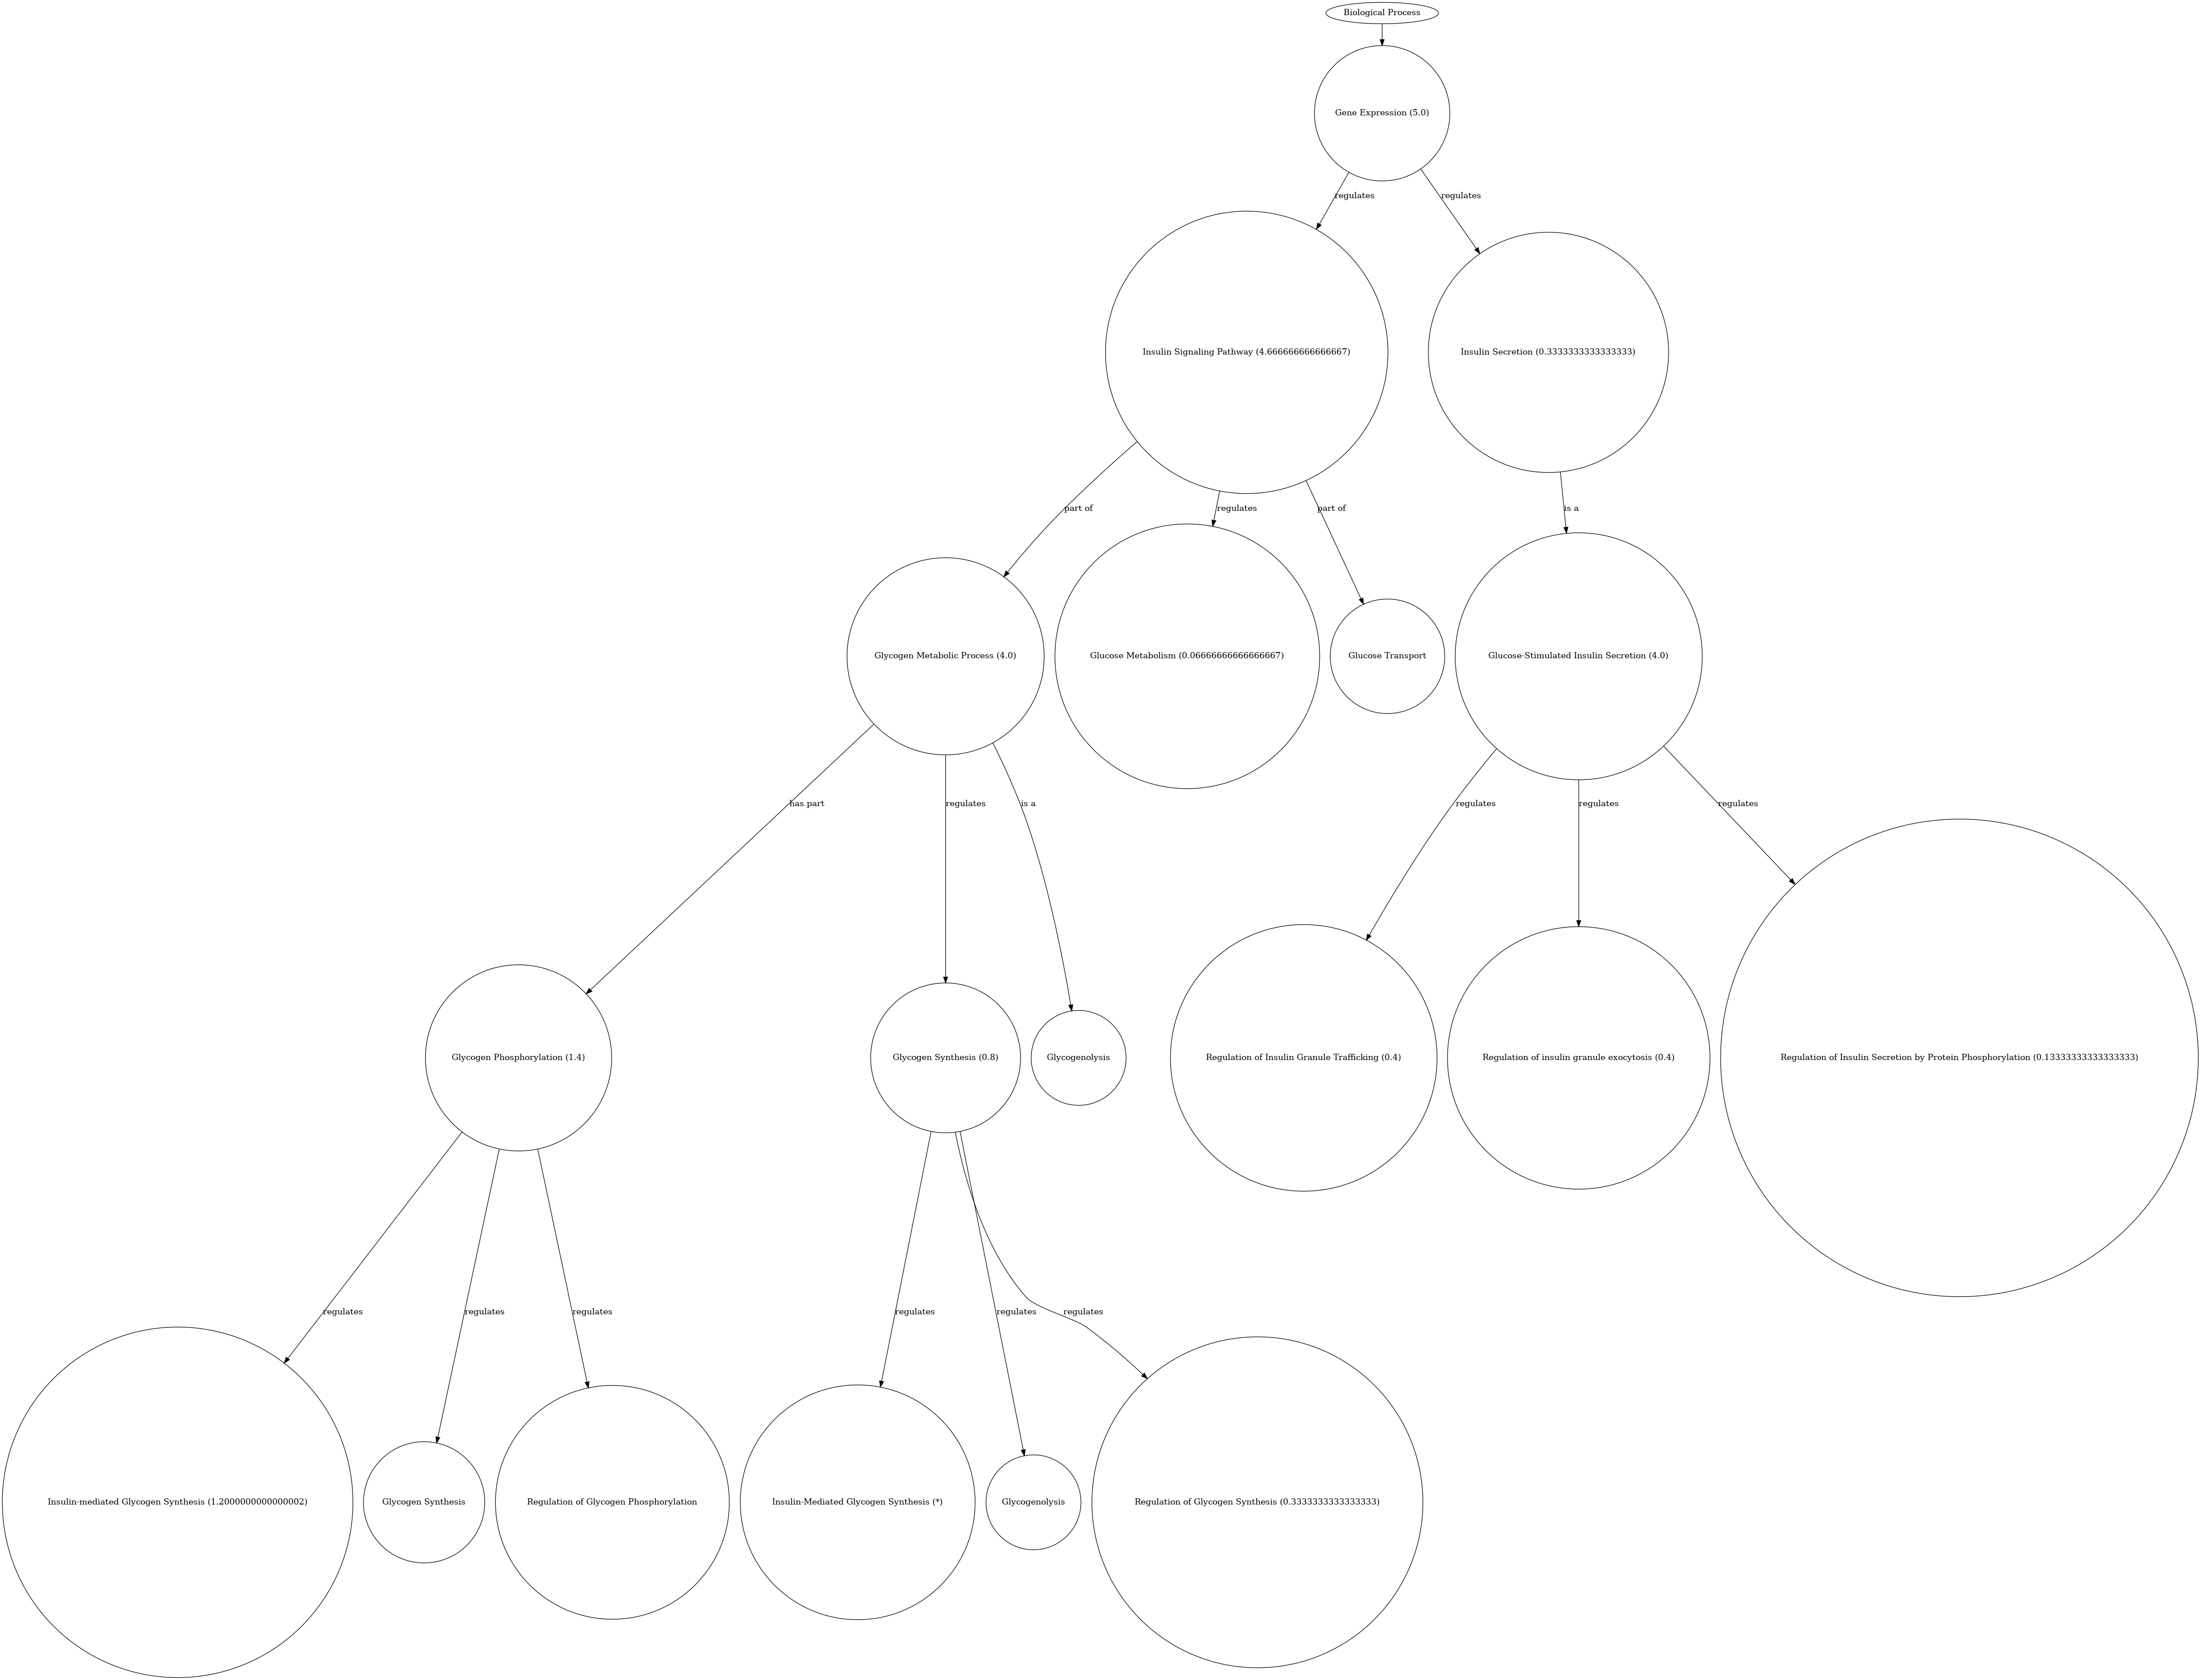 Biological Process
Gene Expression (5.0)
regulates
regulates
Insulin Signaling Pathway (4.666666666666667)
Insulin Secretion (0.3333333333333333)
part of
regulates
part of
is a
Glycogen Metabolic Process (4.0)
Glucose Metabolism (0.06666666666666667)
Glucose Transport
Glucose-Stimulated Insulin Secretion (4.0)
has part
regulates
is a
regulates
regulates
regulates
Glycogen Phosphorylation (1.4)
Glycogen Synthesis (0.8)
Glycogenolysis
Regulation of Insulin Granule Trafficking (0.4)
Regulation of insulin granule exocytosis (0.4)
Regulation of Insulin Secretion by Protein Phosphorylation (0.13333333333333333)
regulates
regulates
regulates
regulates
regulates
regulates
Insulin-mediated Glycogen Synthesis (1.2000000000000002)
Glycogen Synthesis
Regulation of Glycogen Phosphorylation
Insulin-Mediated Glycogen Synthesis (*)
Glycogenolysis
Regulation of Glycogen Synthesis (0.3333333333333333)